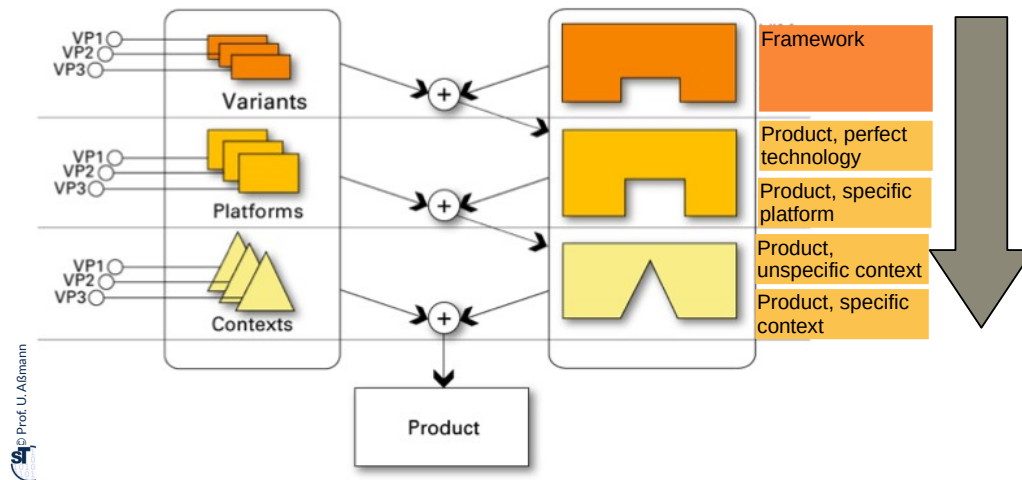 VP1
VP2
VP3
Variants
Framework
VP1
VP2
VP3
Platforms
Product, perfect
technology
Product, specific
platform
VP1
VP2
VP3
Contexts
Product,
unspecific context
Product, specific
context
Product
© Prof. U. Aßmann
ST